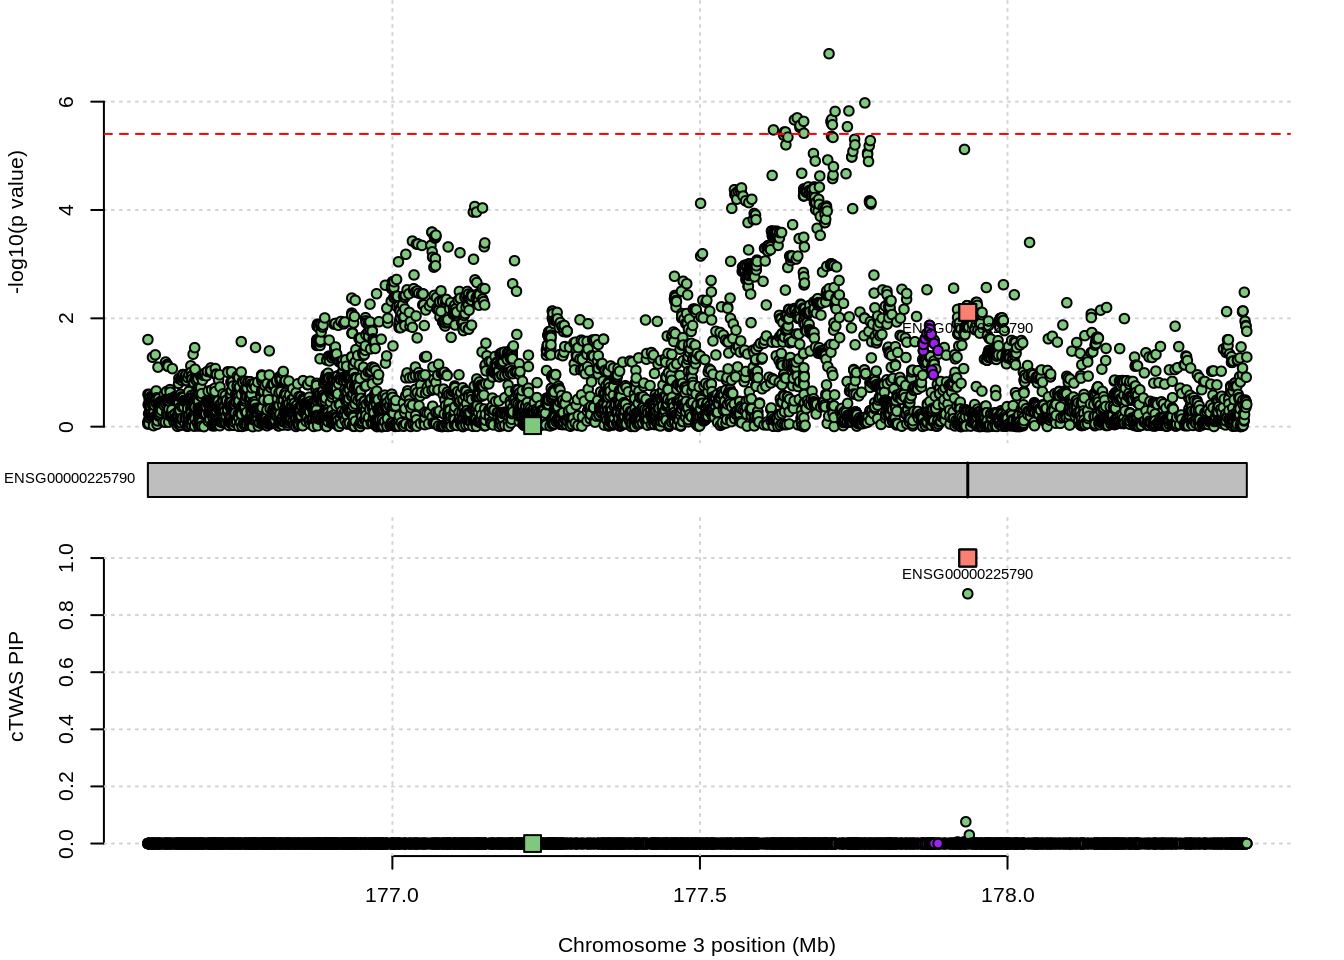 -log10(p value)
6
4
2
0
ENSG00000225790
ENSG00000225790
1.0
0.8
0.6
0.4
0.2
0.0
cTWAS PIP
ENSG00000225790
177.0 177.5 178.0
Chromosome 3 position (Mb)